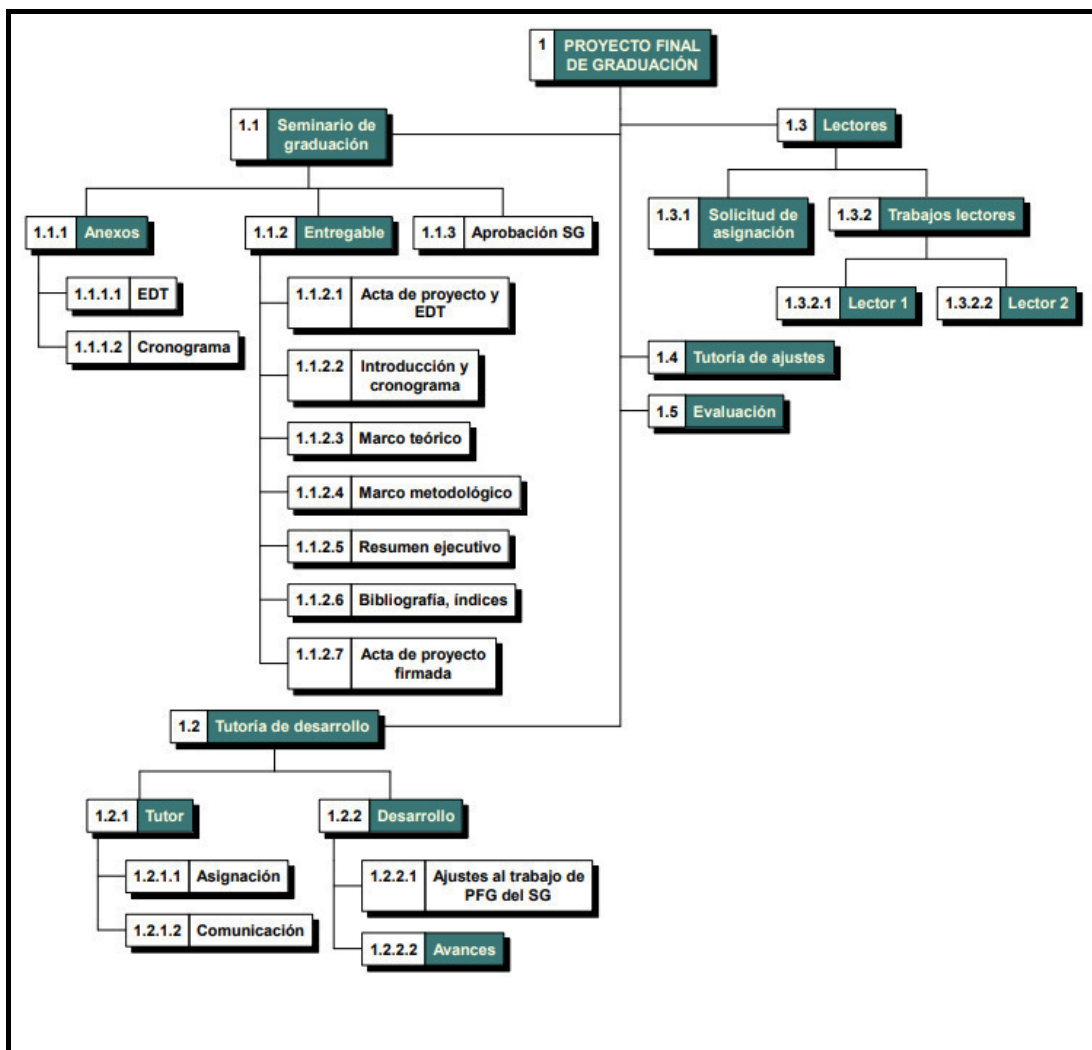 1 PROYECTO FINAL
DE GRADUACIÓN
1.1 Seminario de
graduación
1.3 Lectores
1.1.1 Anexos
1.1.2 Entregable
1.1.3 Aprobación SG
1.3.1 Solicitud de
asignación
1.3.2 Trabajos lectores
1.1.1.1 EDT
1.1.1.2 Cronograma
1.1.2.1 Acta de proyecto y
EDT
1.1.2.2 Introducción y
cronograma
1.1.2.3 Marco teórico
1.1.2.4 Marco metodológico
1.1.2.5 Resumen ejecutivo
1.1.2.6 Bibliografía, índices
1.1.2.7 Acta de proyecto
firmada
1.3.2.1 Lector 1
1.3.2.2 Lector 2
1.4 Tutoría de ajustes
1.5 Evaluación
1.2 Tutoría de desarrollo
1.2.1 Tutor
1.2.2 Desarrollo
1.2.1.1 Asignación
1.2.1.2 Comunicación
1.2.2.1 Ajustes al trabajo de
PFG del SG
1.2.2.2 Avances